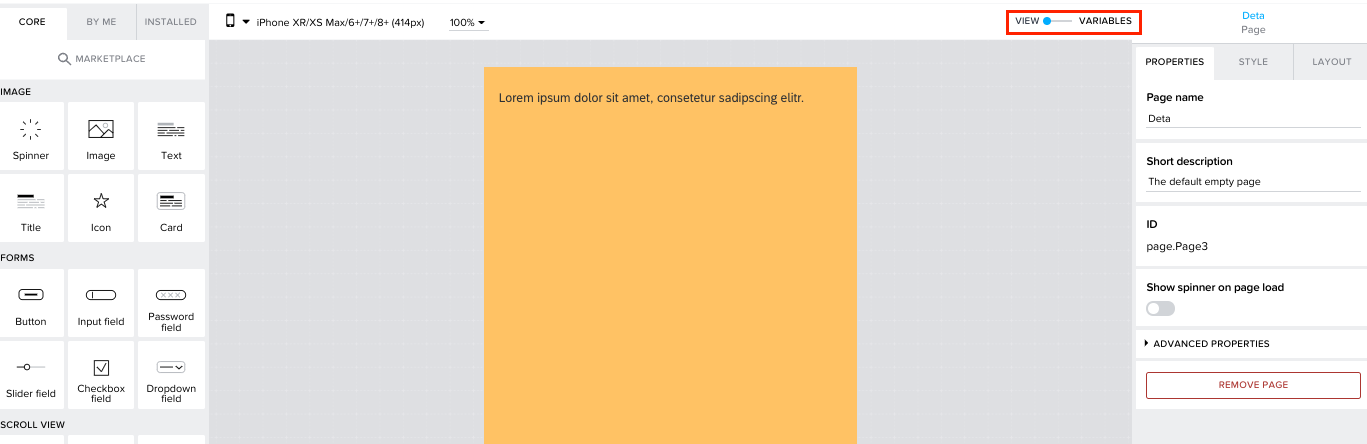 CORE
BY ME
INSTALLED
iPhone XR/XS Max/6+/7+/8+ (414px)
100%
VIEW
VARIABLES
Deta
Page
MARKETPLACE
PROPERTIES
STYLE
LAYOUT
IMAGE
Spinner
Image
Text
Title
Icon
Card
FORMS
Button
Input field
Password
field
Slider field
Checkbox
field
Dropdown
field
SCROLL VIEW
Lorem ipsum dolor sit amet, consetetur sadipscing elitr.
Page name
Deta
Short description
The default empty page
ID
page.Page3
Show spinner on page load
ADVANCED PROPERTIES
REMOVE PAGE